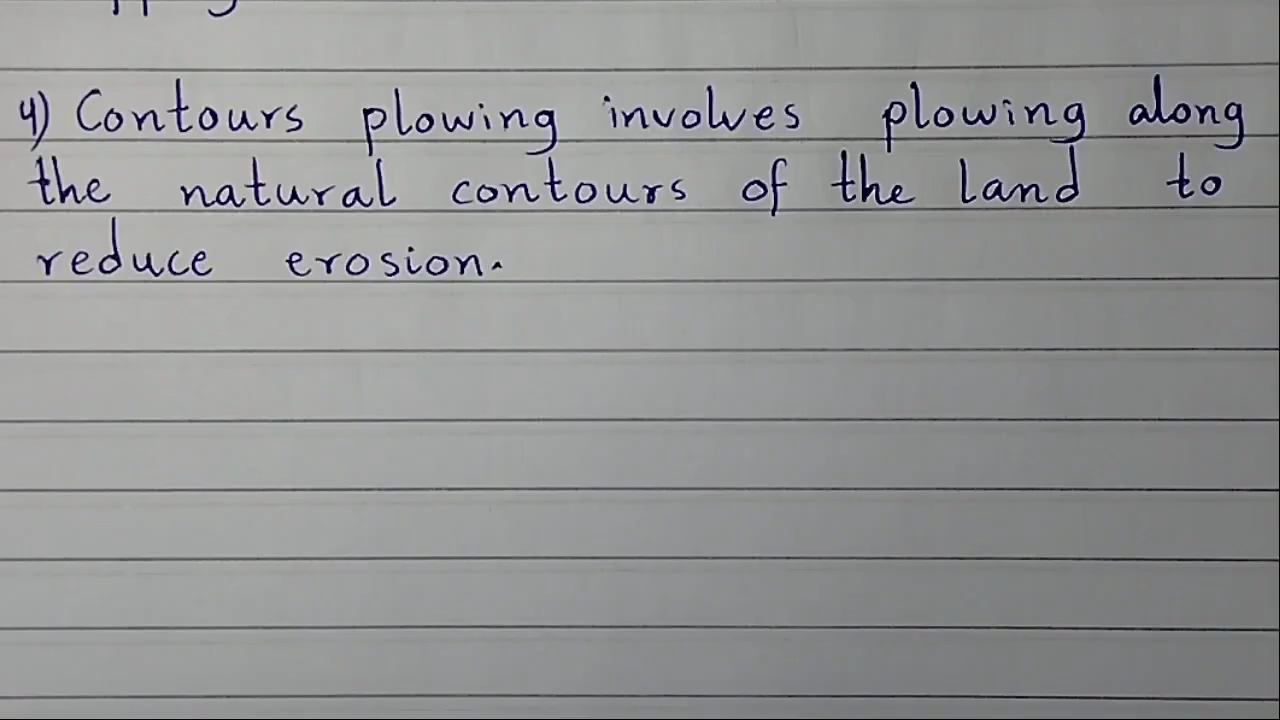 4) Contours plowing involves plowing along
the natural contours of the land to
reduce erosion.